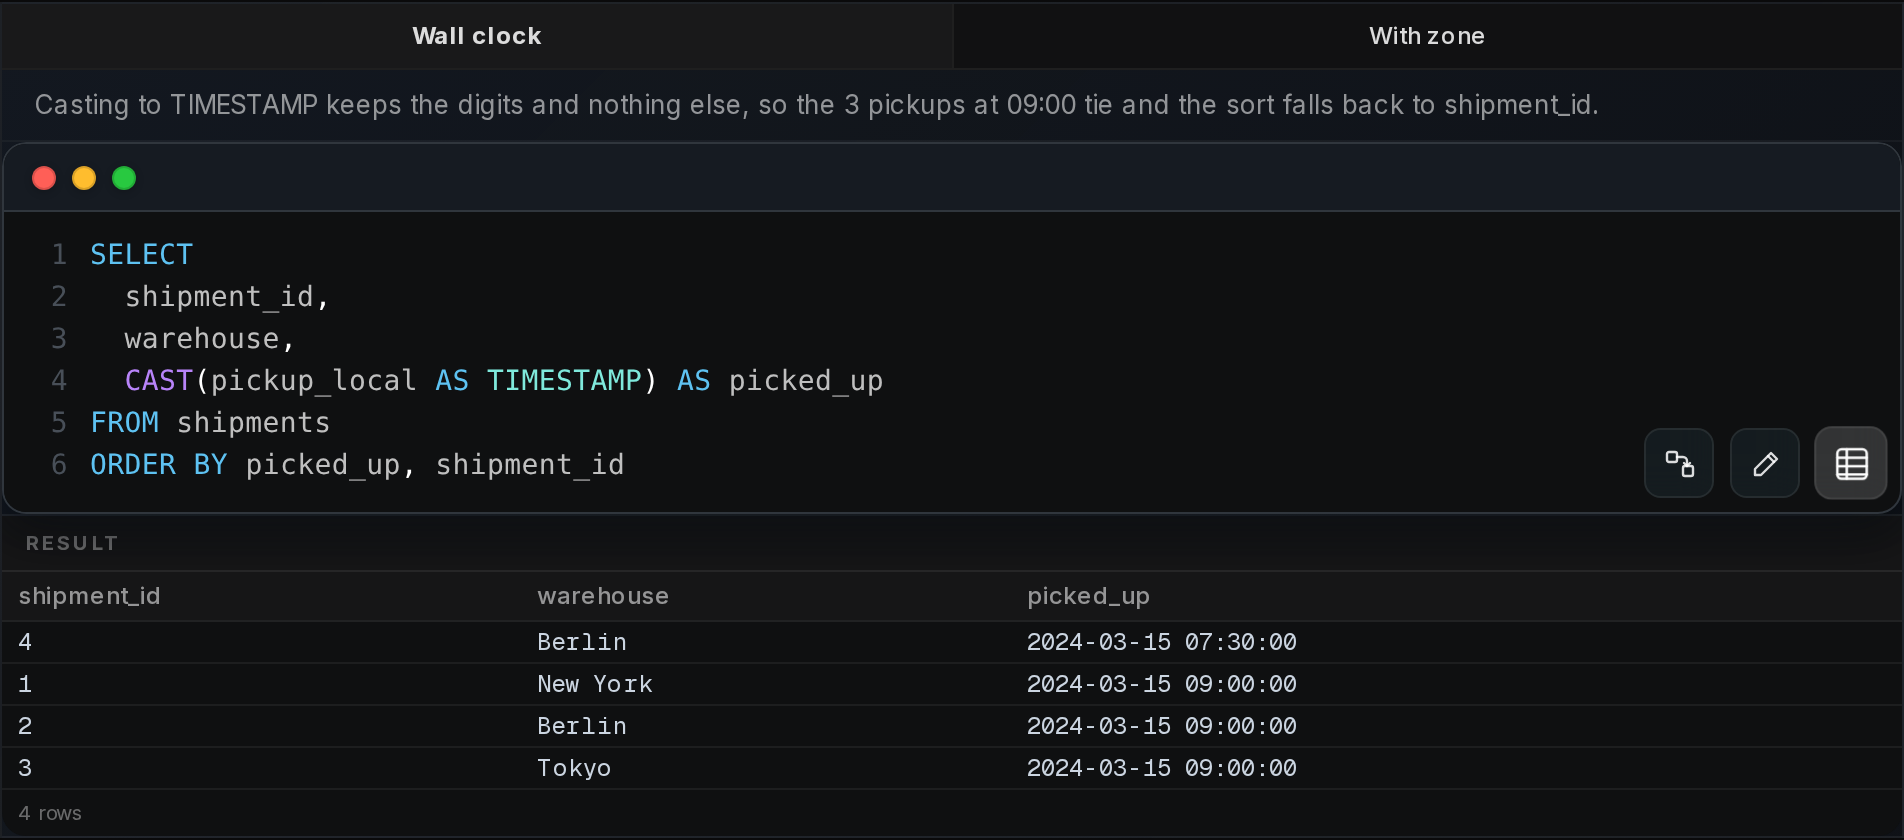 Wall clock
With zone
Casting to TIMESTAMP keeps the digits and nothing else, so the 3 pickups at 09:00 tie and the sort falls back to shipment_id.
1 SELECT
2   shipment_id,
3   warehouse,
4   CAST(pickup_local AS TIMESTAMP) AS picked_up
5 FROM shipments
6 ORDER BY picked_up, shipment_id
RESULT
shipment_id warehouse picked_up
4 Berlin 2024-03-15 07:30:00
1 New York 2024-03-15 09:00:00
2 Berlin 2024-03-15 09:00:00
3 Tokyo 2024-03-15 09:00:00
4 rows